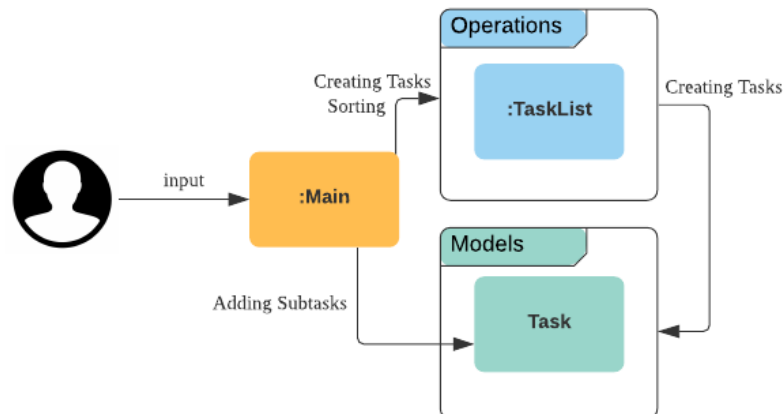 Operations
Creating Tasks
Sorting
:TaskList
Creating Tasks
input
:Main
Models
Adding Subtasks
Task